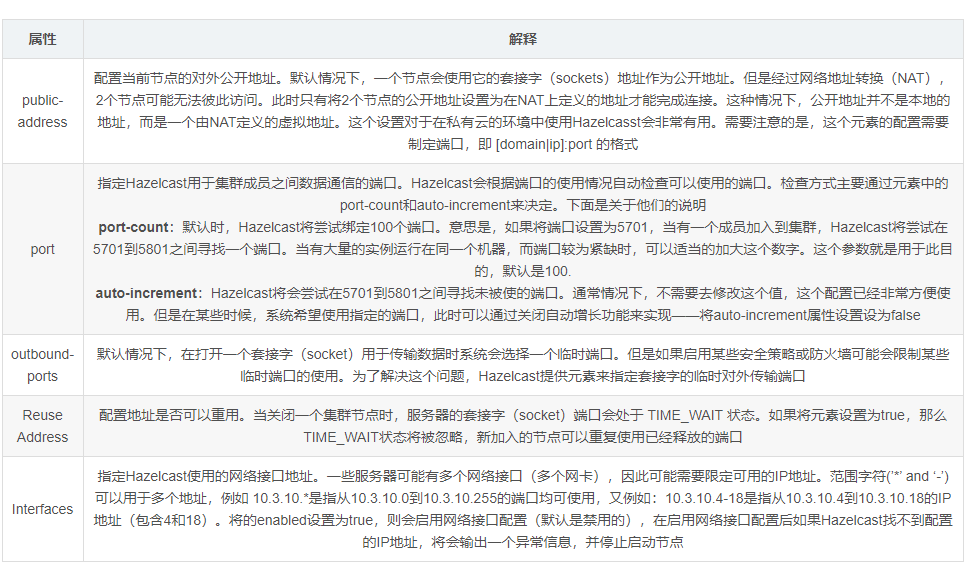 属性
解释
public-
address
配置当前节点的对外公开地址。默认情况下，一个节点会使用它的套接字（sockets）地址作为公开地址。但是经过网络地址转换（NAT），
2个节点可能无法彼此访问。此时只有将2个节点的公开地址设置为在NAT上定义的地址才能完成连接。这种情况下，公开地址并不是本地的
地址，而是一个由NAT定义的虚拟地址。这个设置对于在私有云的环境中使用Hazelcasst会非常有用。需要注意的是，这个元素的配置需要
制定端口，即 [domain|ip]:port 的格式
port
指定Hazelcast用于集群成员之间数据通信的端口。Hazelcast会根据端口的使用情况自动检查可以使用的端口。检查方式主要通过元素中的
port-count和auto-increment来决定。下面是关于他们的说明
port-count：默认时，Hazelcast将尝试绑定100个端口。意思是，如果将端口设置为5701，当有一个成员加入到集群，Hazelcast将尝试在
5701到5801之间寻找一个端口。当有大量的实例运行在同一个机器，而端口较为紧缺时，可以适当的加大这个数字。这个参数就是用于此目
的，默认是100.
auto-increment：Hazelcast将会尝试在5701到5801之间寻找未被使的端口。通常情况下，不需要去修改这个值，这个配置已经非常方便使
用。但是在某些时候，系统希望使用指定的端口，此时可以通过关闭自动增长功能来实现——将auto-increment属性设置设为false
outbound-
ports
默认情况下，在打开一个套接字（socket）用于传输数据时系统会选择一个临时端口。但是如果启用某些安全策略或防火墙可能会限制某些
临时端口的使用。为了解决这个问题，Hazelcast提供元素来指定套接字的临时对外传输端口
Reuse
Address
配置地址是否可以重用。当关闭一个集群节点时，服务器的套接字（socket）端口会处于 TIME_WAIT 状态。如果将元素设置为true，那么
TIME_WAIT状态将被忽略，新加入的节点可以重复使用已经释放的端口
Interfaces
指定Hazelcast使用的网络接口地址。一些服务器可能有多个网络接口（多个网卡），因此可能需要限定可用的IP地址。范围字符('*' and ‘-’)
可以用于多个地址，例如 10.3.10.*是指从10.3.10.0到10.3.10.255的端口均可使用，又例如：10.3.10.4-18是指从10.3.10.4到10.3.10.18的IP
地址（包含4和18）。将的enabled设置为true，则会启用网络接口配置（默认是禁用的），在启用网络接口配置后如果Hazelcast找不到配置
的IP地址，将会输出一个异常信息，并停止启动节点